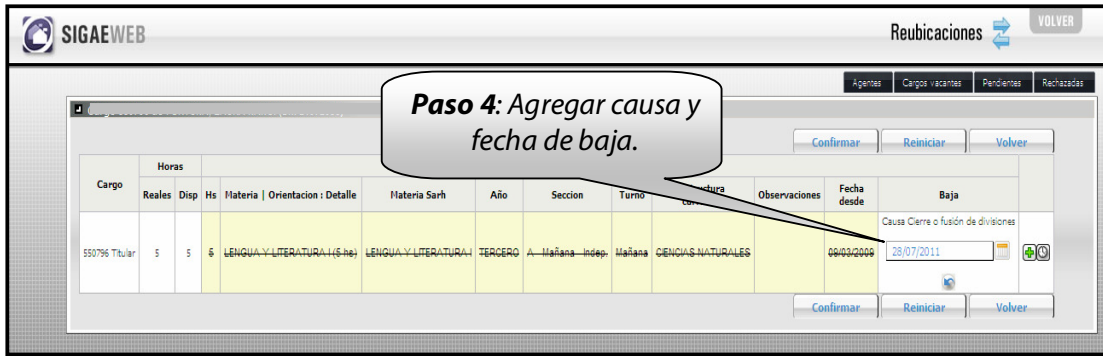 SIGAEWEB
Reubicaciones
VOLVER
Agentes Cargos vacantes Pendientes Rechazadas
Paso 4: Agregar causa y
fecha de baja.
Confirmar Reiniciar Volver
Cargo
Horas
Reales Disp Hs Materia | Orientacion : Detalle Materia Sarh Año Seccion Turno Observaciones Fecha desde Baja
Causa Cierre o fusión de divisiones
550796 Titular 5 5 5 LENGUA Y LITERATURA I (5 hs) LENGUA Y LITERATURA I TERCERO A Mañana Indep. Mañana CIENCIAS NATURALES 09/03/2009 28/07/2011
Confirmar Reiniciar Volver